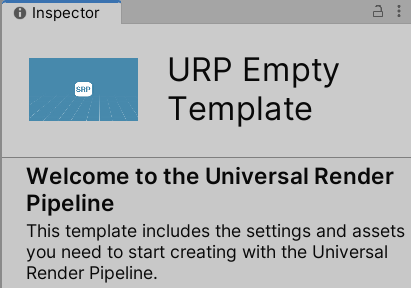 Inspector
SRP
URP Empty
Template
Welcome to the Universal Render
Pipeline
This template includes the settings and assets
you need to start creating with the Universal
Render Pipeline.